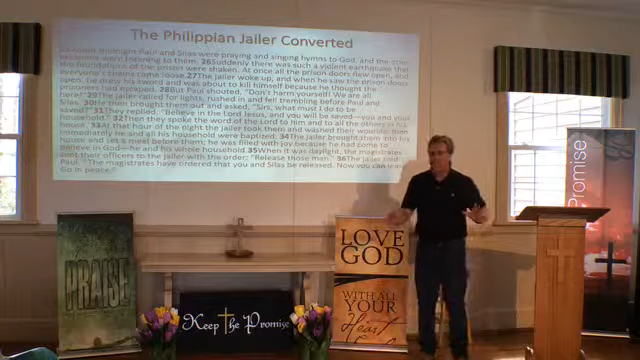 The Philippian Jailer Converted
midnight Paul and Silas were praying and singing hymns to God, and the other
prisoners were listening to them. 26Suddenly there was such a violent earthquake that
the foundations of the prison were shaken. At once all the prison doors flew open, and
everyone's chains came loose.27The jailer woke up, and when he saw the prison doors
open, he drew his sword and was about to kill himself because he thought the
prisoners had escaped. 28But Paul shouted, "Don't harm yourself! We are all
here!" 29The jailer called for lights, rushed in and fell trembling before Paul and
Silas. 30He then brought them out and asked, "Sirs, what must I do to be
saved?" 31They replied, "Believe in the Lord Jesus, and you will be saved—you and your
household." 32Then they spoke the word of the Lord to him and to all the others in his
house. 33At that hour of the night the jailer took them and washed their wounds; then
immediately he and all his household were baptized. 34The jailer brought them into his
house and set a meal before them; he was filled with joy because he had come to
believe in God—he and his whole household. 35When it was daylight, the magistrates
sent their officers to the jailer with the order: "Release those men." 36The jailer told
Paul, "The magistrates have ordered that you and Silas be released. Now you can leave.
Go in peace."
PRAISE
Keep the Promise
LOVE
GOD
WITH ALL
YOUR
Heart
Promise